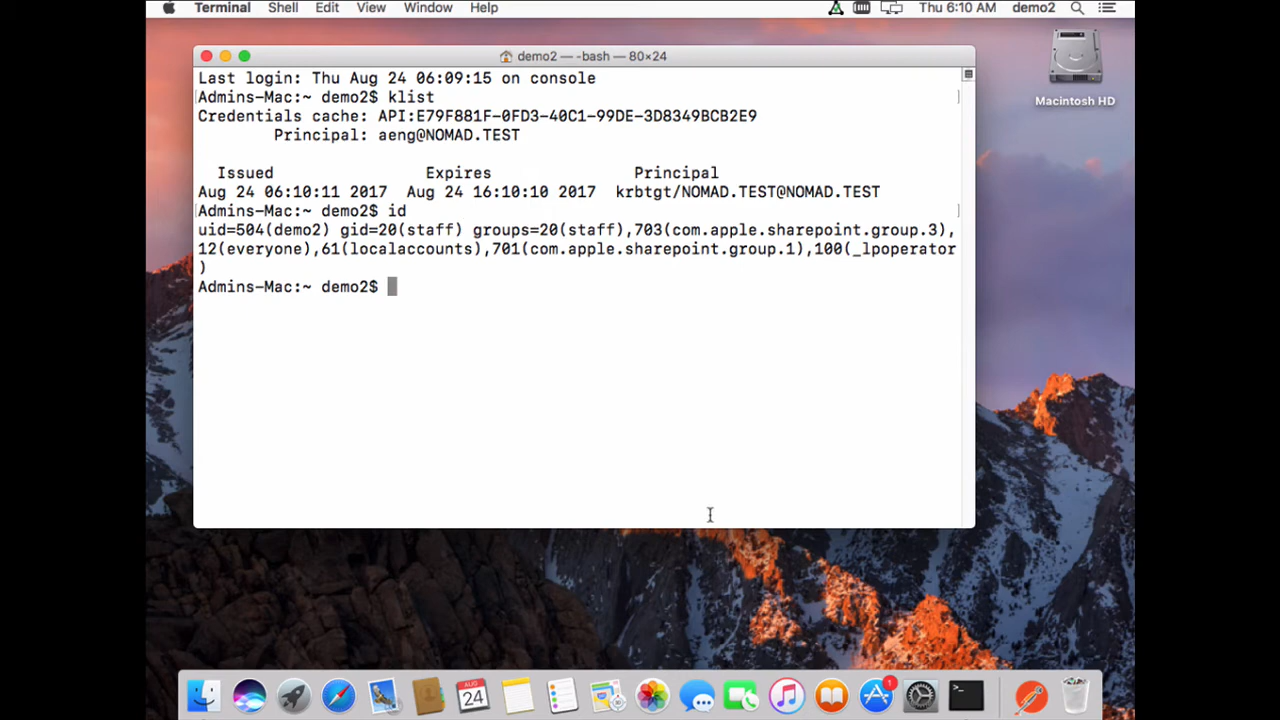 Terminal Shell Edit View Window Help Thu 6:10 AM demo2
demo2 — -bash — 80×24
Macintosh HD
Last login: Thu Aug 24 06:09:15 on console
Admins-Mac:~ demo2$ klist
Credentials cache: API:E79F881F-0FD3-40C1-99DE-3D8349BCB2E9
Principal: aeng@NOMAD.TEST
Issued Expires Principal
Aug 24 06:10:11 2017 Aug 24 16:10:10 2017 krbtgt/NOMAD.TEST@NOMAD.TEST
Admins-Mac:~ demo2$ id
uid=504(demo2) gid=20(staff) groups=20(staff),703(com.apple.sharepoint.group.3),
12(everyone),61(localaccounts),701(com.apple.sharepoint.group.1),100(_lpoperator
)
Admins-Mac:~ demo2$
AUG
24
1
>_